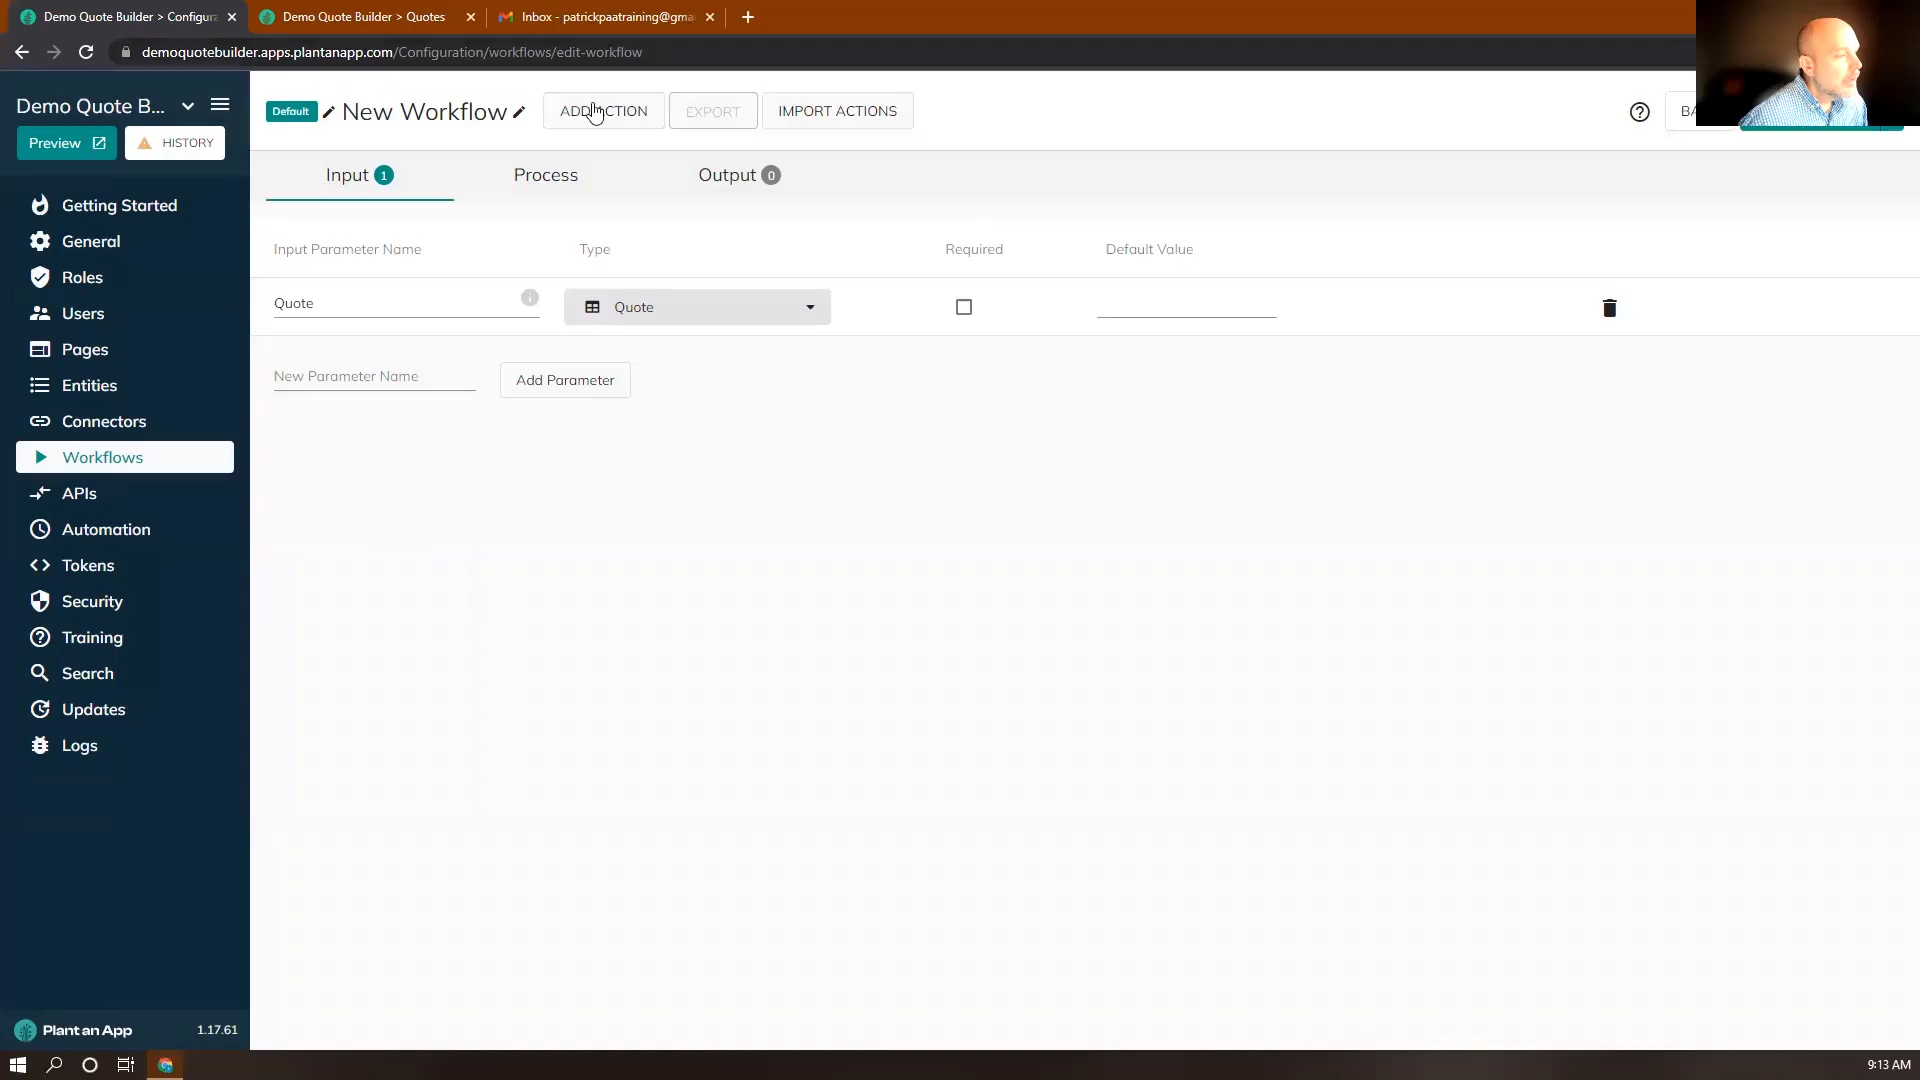 Demo Quote Builder > Configura
Demo Quote Builder > Quotes
Inbox - patrickpaatraining@gma
demoquotebuilder.apps.plantanapp.com/Configuration/workflows/edit-workflow
Demo Quote B...
Preview
HISTORY
Default
New Workflow
ADD ACTION
EXPORT
IMPORT ACTIONS
Input 1
Process
Output 0
Input Parameter Name
Type
Required
Default Value
Quote
Quote
New Parameter Name
Add Parameter
Getting Started
General
Roles
Users
Pages
Entities
Connectors
Workflows
APIs
Automation
Tokens
Security
Training
Search
Updates
Logs
Plant an App
1.17.61
9:13 AM